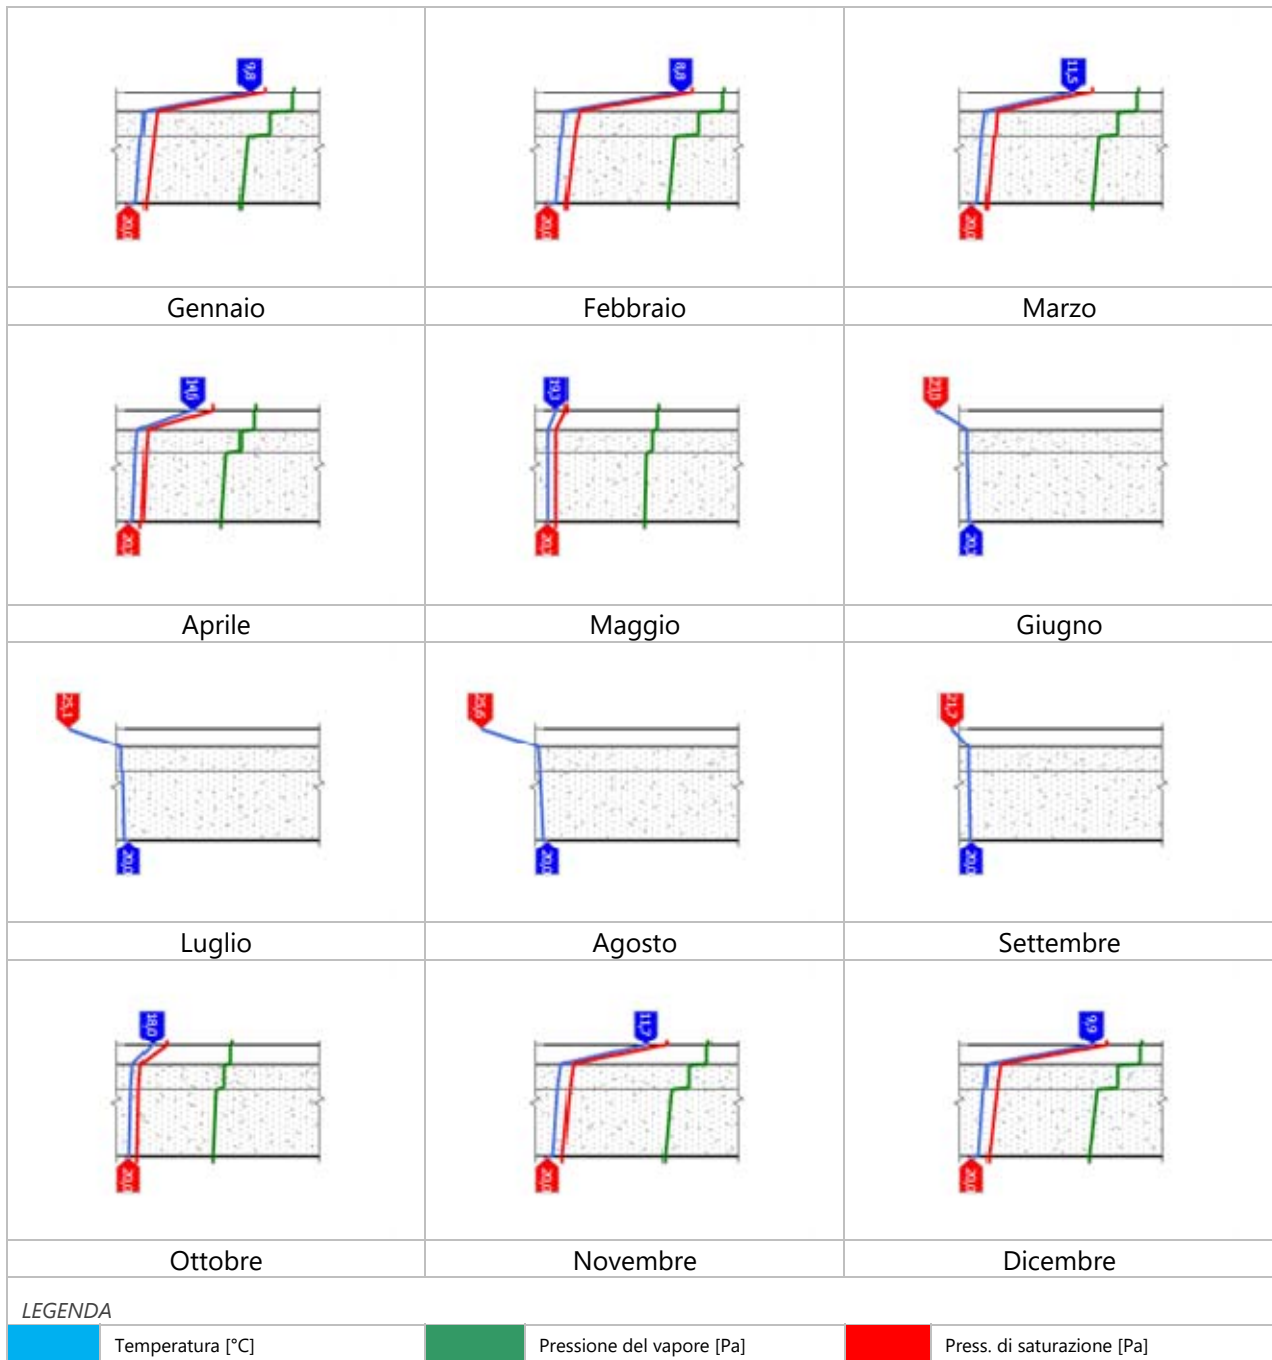 9,8 8,8 11,5
20,0 20,0 20,0
Gennaio Febbraio Marzo
14,6 19,3
Aprile Maggio Giugno
25,1 25,6 21,7
20,0 20,0 20,0
Luglio Agosto Settembre
18,0 11,7 9,9
20,0 20,0 20,0
Ottobre Novembre Dicembre
LEGENDA
Temperatura [°C] Pressione del vapore [Pa] Press. di saturazione [Pa]